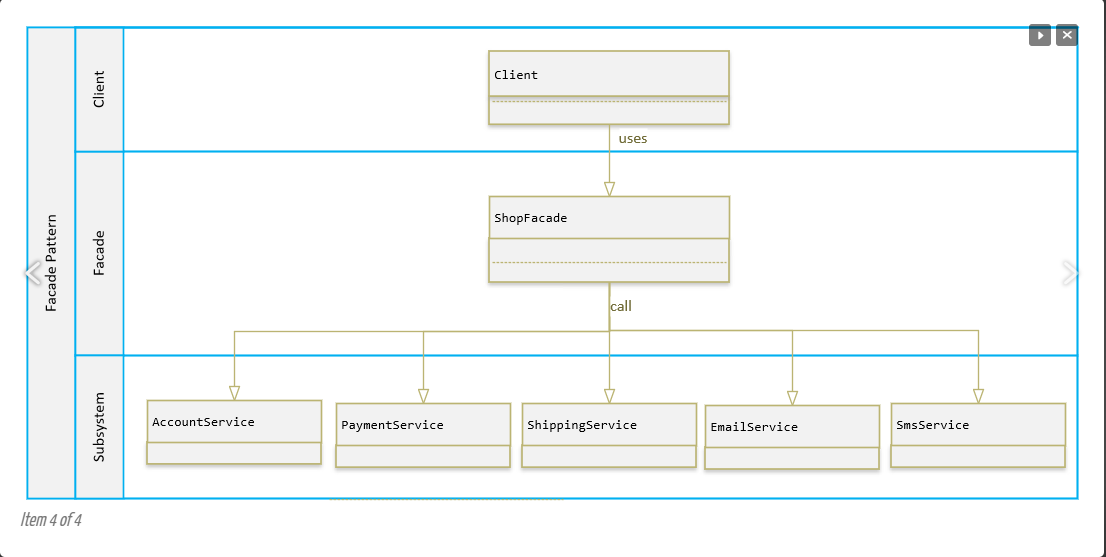 Facade Pattern
Client
Client
uses
Facade
ShopFacade
call
Subsystem
AccountService
PaymentService
ShippingService
EmailService
SmsService
Item 4 of 4